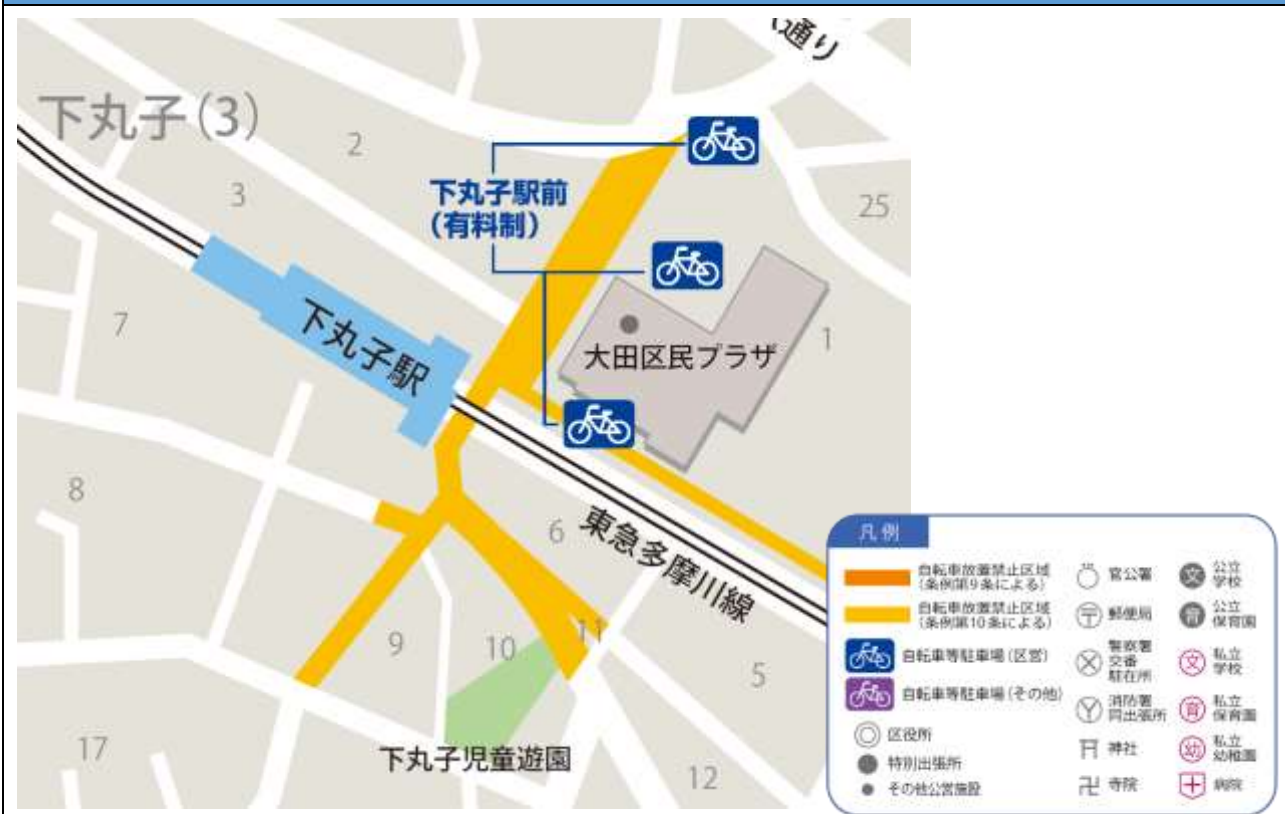 通り
下丸子(3)
2
3
下丸子駅前
(有料制)
25
7
下丸子駅
大田区民プラザ
1
8
6
東急多摩川線
9
10
11
5
17
下丸子児童遊園
12
凡例
自転車放置禁止区域
(条例第9条による)
自転車放置禁止区域
(条例第10条による)
自転車等駐車場(区営)
自転車等駐車場(その他)
区役所
特別出張所
その他公営施設
官公署
郵便局
警察署
交番
駐在所
消防署
同出張所
神社
寺院
文
公立
学校
育
公立
保育園
文
私立
学校
育
私立
保育園
幼
私立
幼稚園
病院